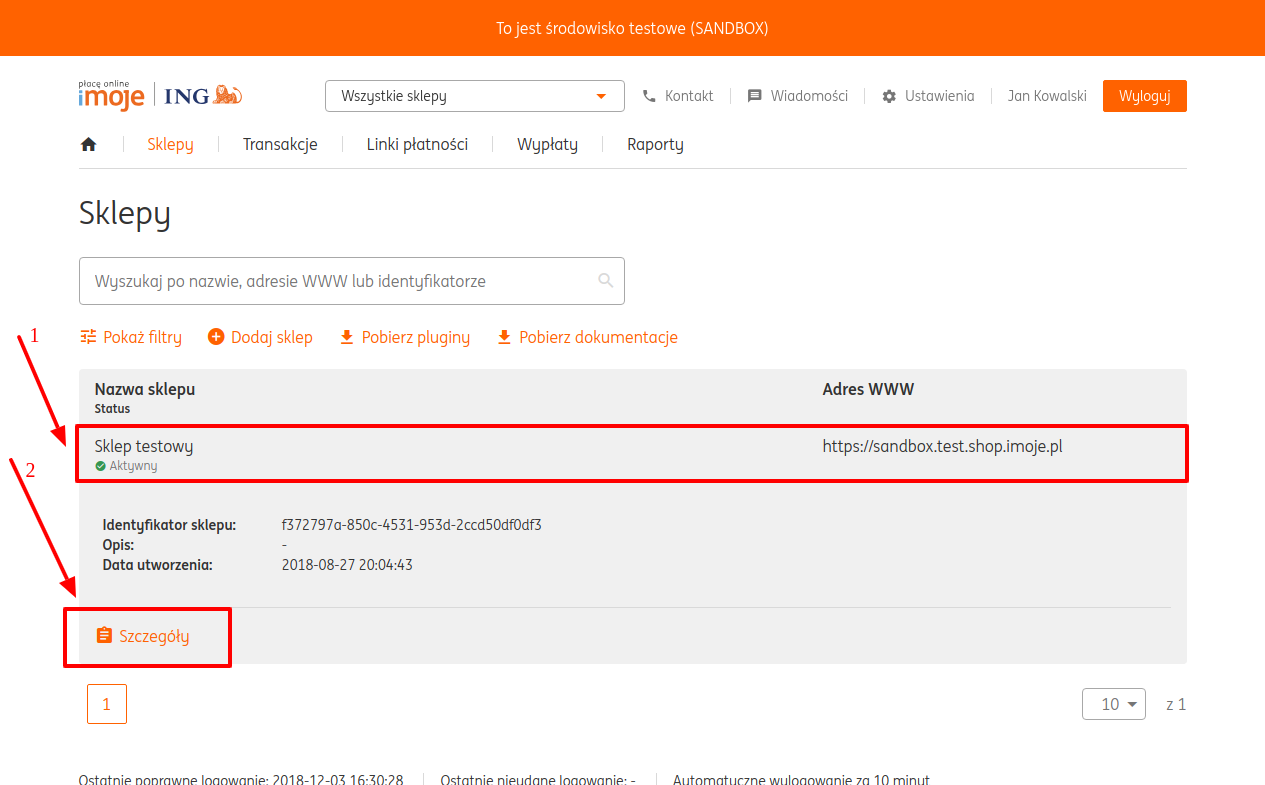 To jest środowisko testowe (SANDBOX)
płacę online
imoje | ING
Wszystkie sklepy
Kontakt
Wiadomości
Ustawienia
Jan Kowalski
Wyloguj
Sklepy
Transakcje
Linki płatności
Wypłaty
Raporty
Sklepy
Wyszukaj po nazwie, adresie WWW lub identyfikatorze
1
Pokaż filtry
Dodaj sklep
Pobierz pluginy
Pobierz dokumentacje
Nazwa sklepu
Status
Adres WWW
Sklep testowy
Aktywny
https://sandbox.test.shop.imoje.pl
2
Identyfikator sklepu: f372797a-850c-4531-953d-2ccd50df0df3
Opis: -
Data utworzenia: 2018-08-27 20:04:43
Szczegóły
1
10
z 1
Ostatnie poprawne logowanie: 2018-12-03 16:30:28
Ostatnie nieudane logowanie: -
Automatyczne wylogowanie za 10 minut